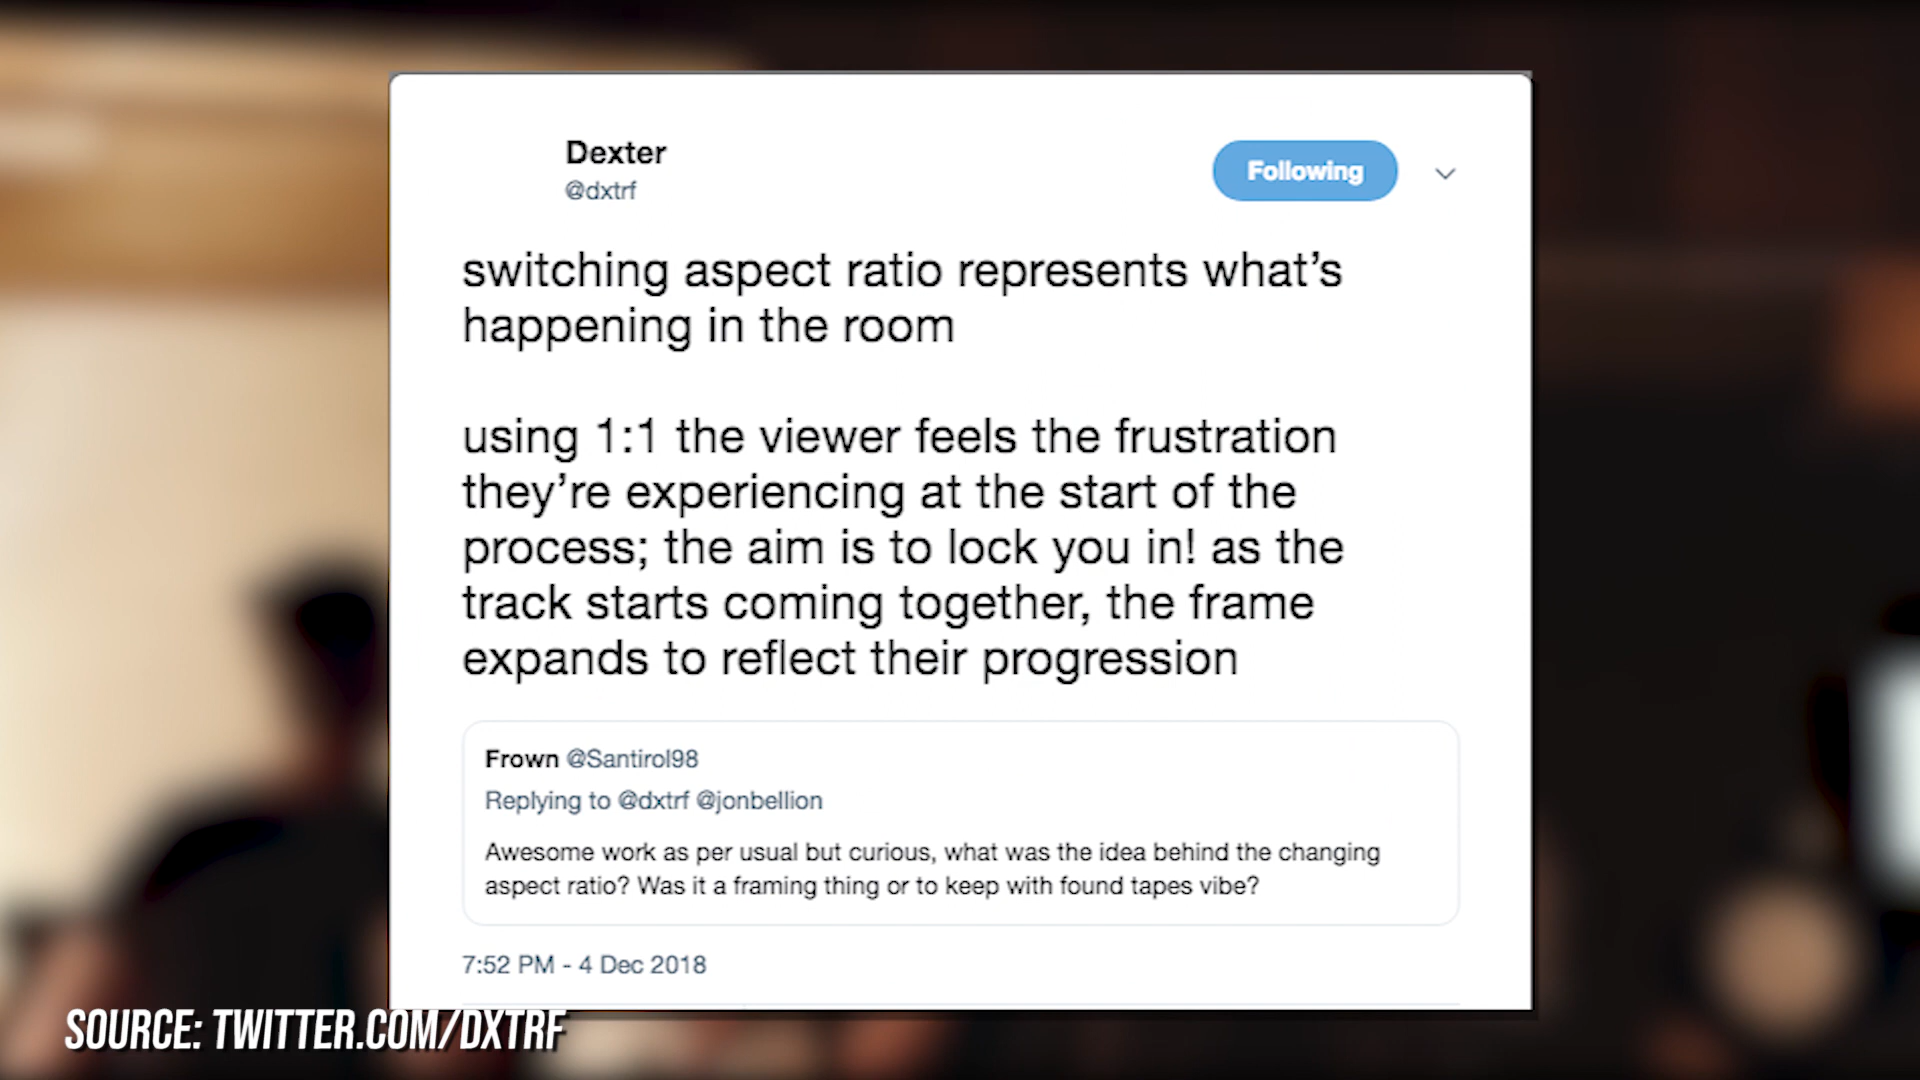 Dexter
@dxtrf
Following
switching aspect ratio represents what’s
happening in the room
using 1:1 the viewer feels the frustration
they’re experiencing at the start of the
process; the aim is to lock you in! as the
track starts coming together, the frame
expands to reflect their progression
Frown @Santirol98
Replying to @dxtrf @jonbellion
Awesome work as per usual but curious, what was the idea behind the changing
aspect ratio? Was it a framing thing or to keep with found tapes vibe?
7:52 PM - 4 Dec 2018
SOURCE: TWITTER.COM/DXTRF